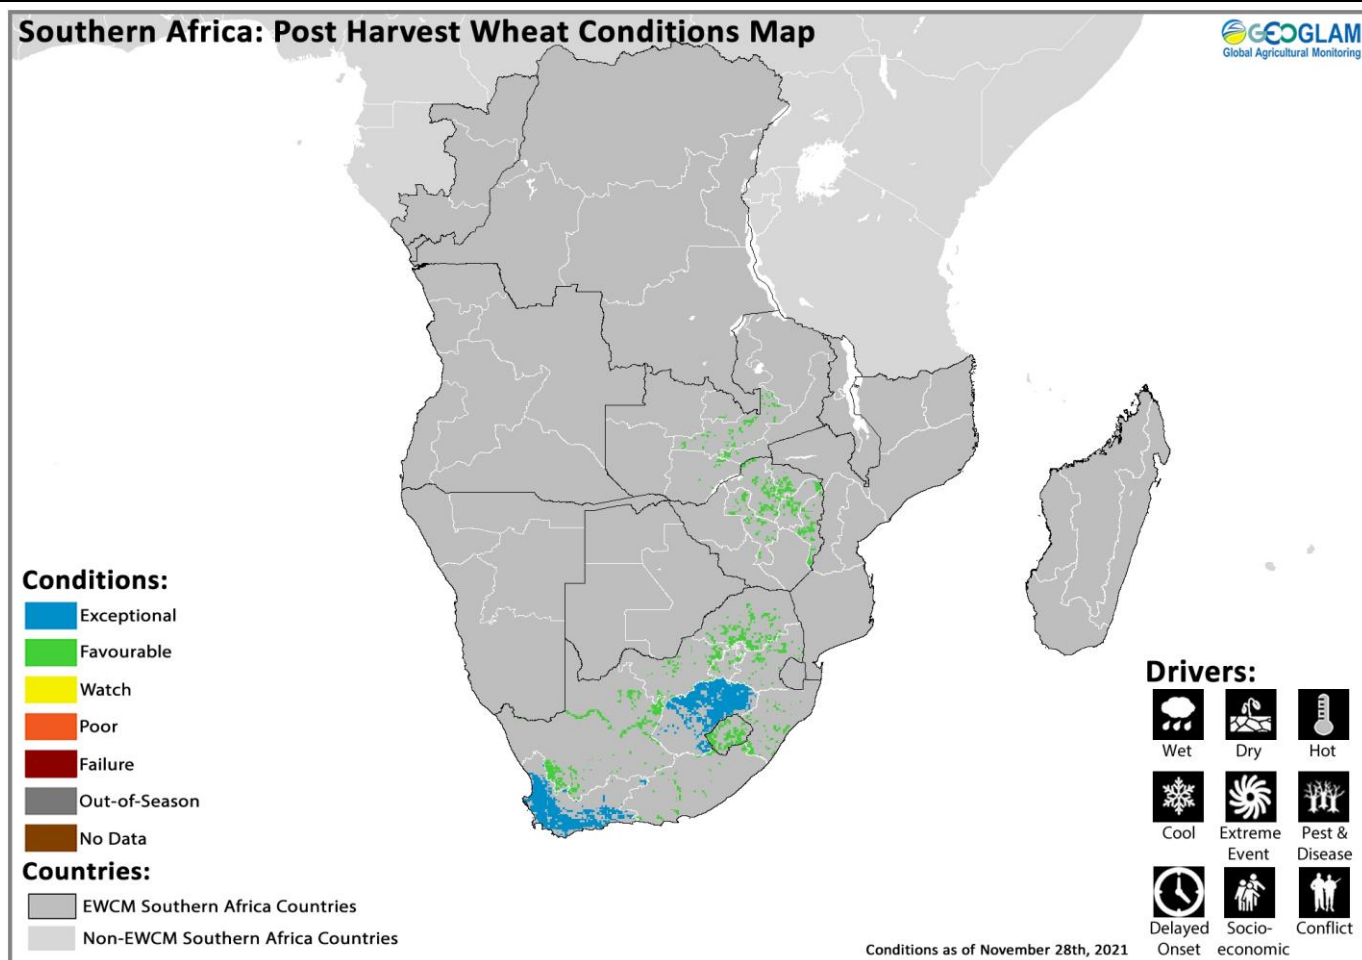 Southern Africa: Post Harvest Wheat Conditions Map
GEOGLAM
Global Agricultural Monitoring
Conditions:
Exceptional
Favourable
Watch
Poor
Failure
Out-of-Season
No Data
Countries:
EWCM Southern Africa Countries
Non-EWCM Southern Africa Countries
Drivers:
Wet
Dry
Hot
Cool
Extreme
Event
Pest &
Disease
Delayed
Onset
Socio-
economic
Conflict
Conditions as of November 28th, 2021